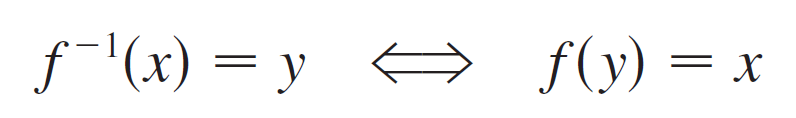 f⁻¹(x) = y ⟺ f(y) = x